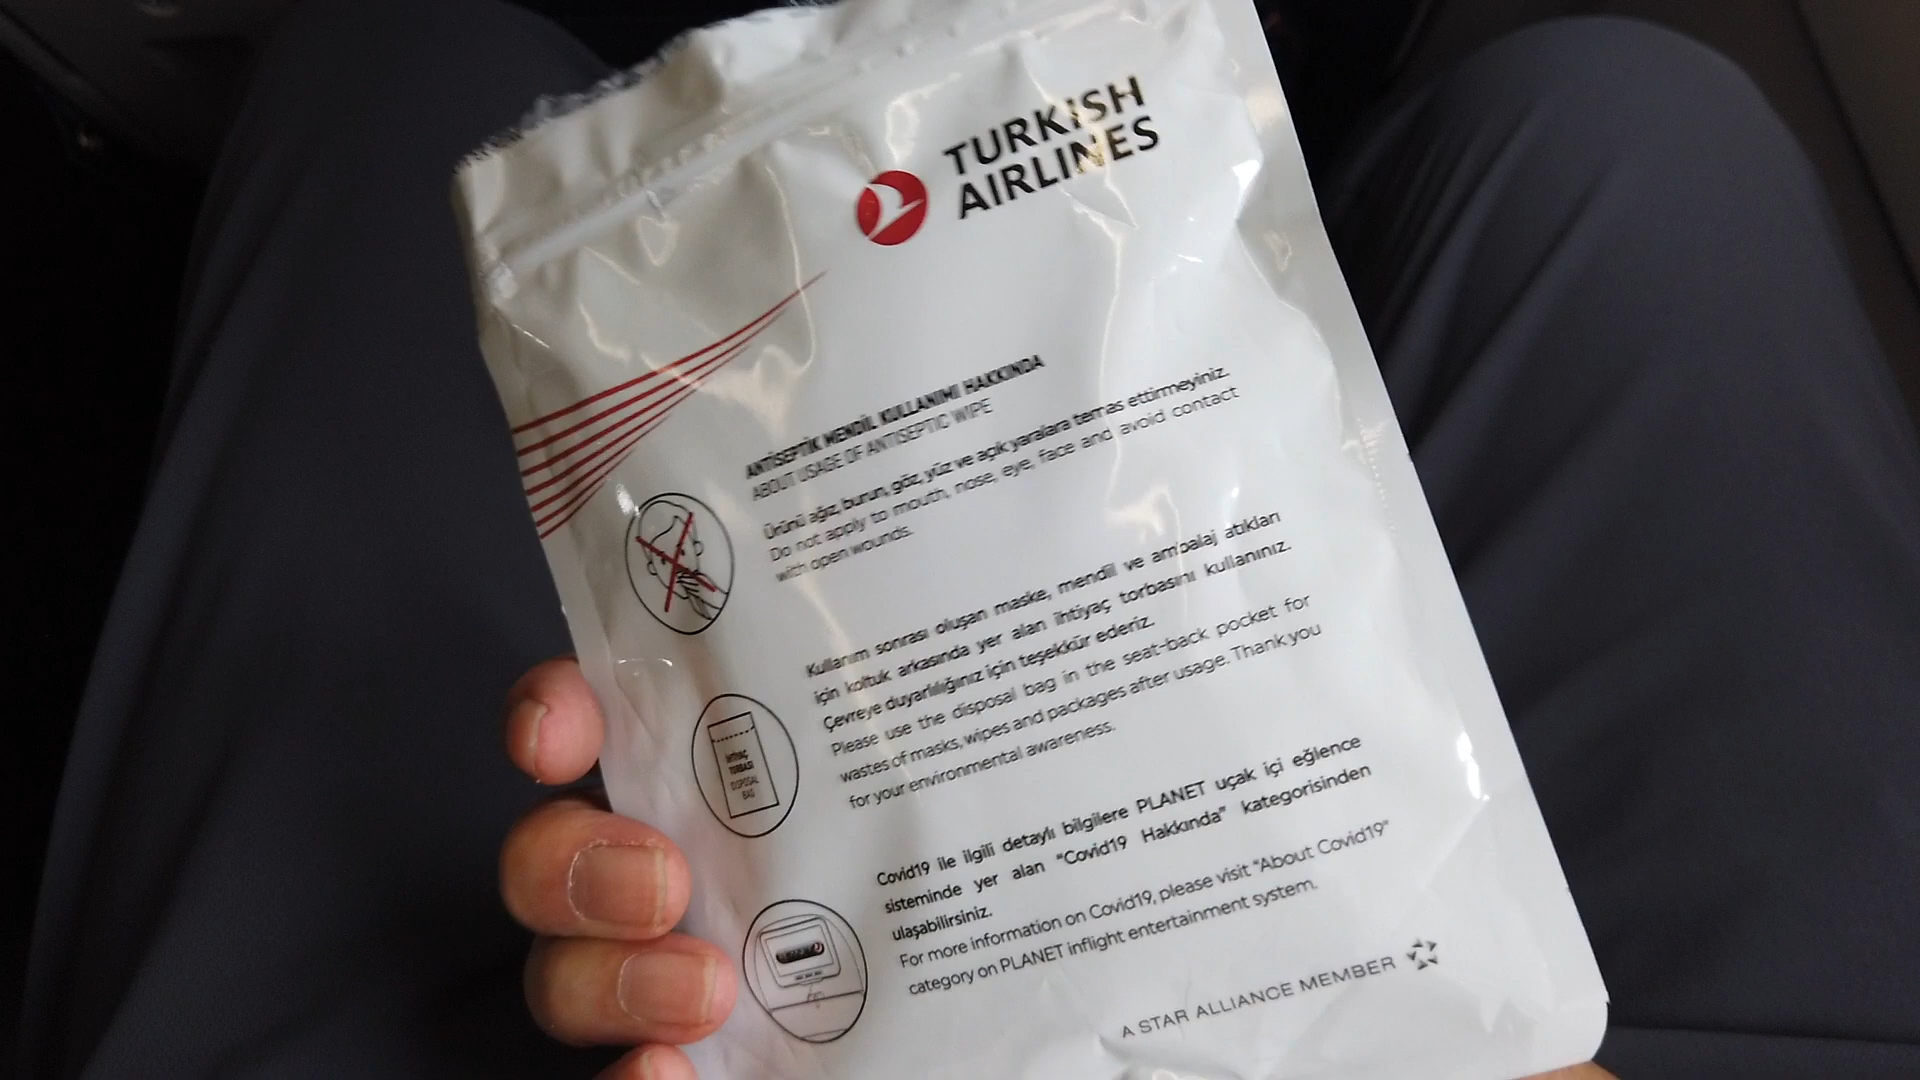 TURKISH
AIRLINES
ANTİSEPTİK MENDİL KULLANIMI HAKKINDA
ABOUT USAGE OF ANTISEPTIC WIPE
Ürünü ağız, burun, göz, yüz ve açık yaralara temas ettirmeyiniz.
Do not apply to mouth, nose, eye, face and avoid contact
with open wounds.
Kullanım sonrası oluşan maske, mendil ve ambalaj atıkları
için koltuk arkasında yer alan ihtiyaç torbasını kullanınız.
Çevreye duyarlılığınız için teşekkür ederiz.
Please use the disposal bag in the seat-back pocket for
wastes of masks, wipes and packages after usage. Thank you
for your environmental awareness.
ihtiyaç
TORBASI
DISPOSAL
BAG
Covid19 ile ilgili detaylı bilgilere PLANET uçak içi eğlence
sisteminde yer alan "Covid19 Hakkında" kategorisinden
ulaşabilirsiniz.
For more information on Covid19, please visit "About Covid19"
category on PLANET inflight entertainment system.
A STAR ALLIANCE MEMBER